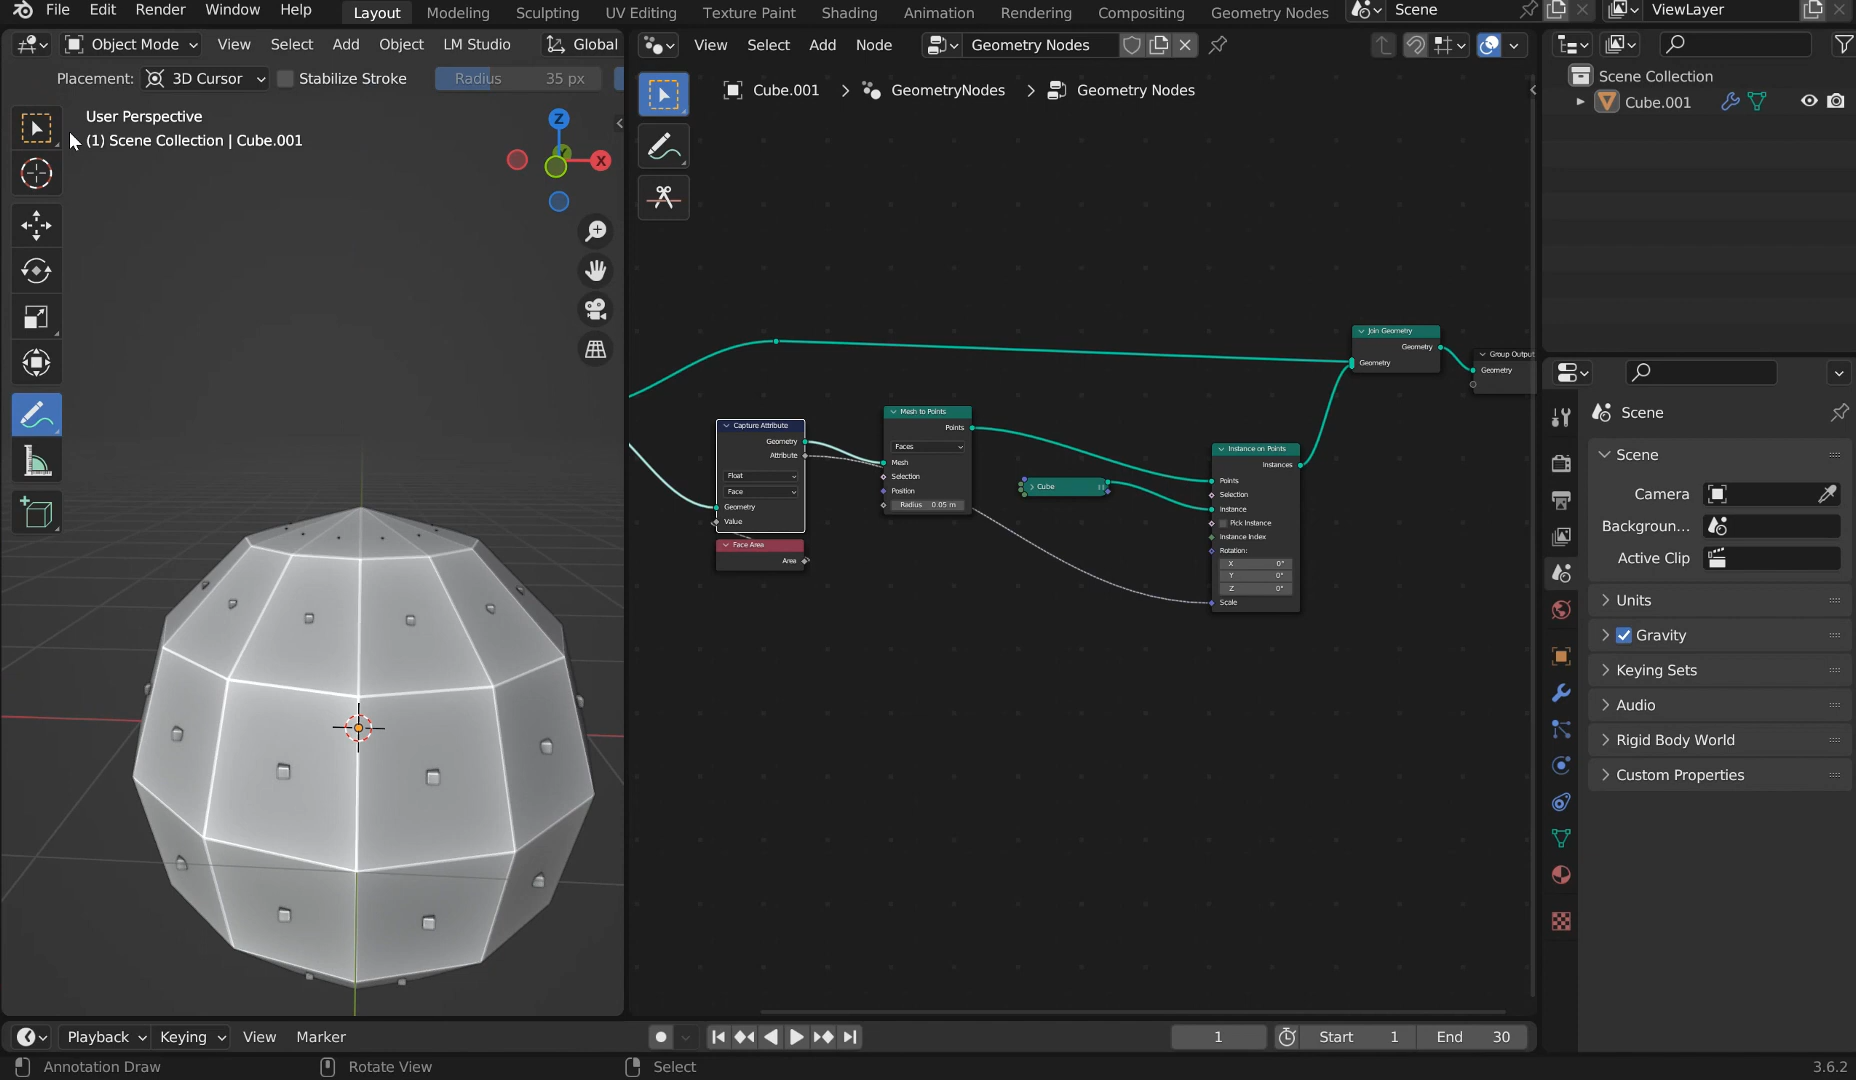 File Edit Render Window Help Layout Modeling Sculpting UV Editing Texture Paint Shading Animation Rendering Compositing Geometry Nodes Scene ViewLayer
Object Mode View Select Add Object LM Studio Global
View Select Add Node Geometry Nodes
Placement: 3D Cursor Stabilize Stroke Radius 35 px
Cube.001 > GeometryNodes > Geometry Nodes
Scene Collection
Cube.001
User Perspective
(1) Scene Collection | Cube.001
Z
Y
X
Join Geometry
Geometry
Geometry
Group Output
Geometry
Capture Attribute
Geometry
Attribute
Float
Face
Geometry
Value
Face Area
Area
Mesh to Points
Points
Faces
Mesh
Selection
Position
Radius 0.05 m
Cube
Instance on Points
Instances
Points
Selection
Instance
Pick Instance
Instance Index
Rotation:
X 0°
Y 0°
Z 0°
Scale
Scene
Scene
Camera
Backgroun...
Active Clip
Units
Gravity
Keying Sets
Audio
Rigid Body World
Custom Properties
Playback Keying View Marker 1 Start 1 End 30
Annotation Draw Rotate View Select 3.6.2